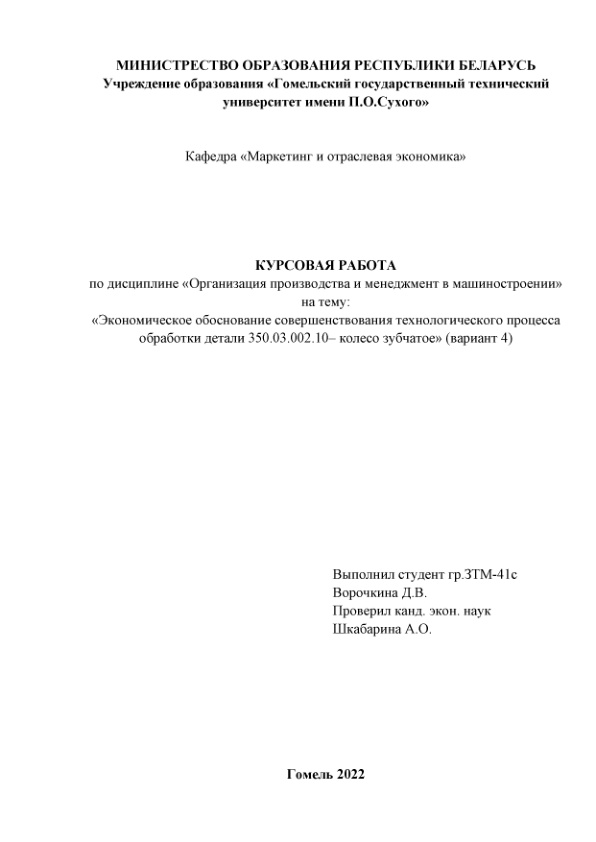 МИНИСТРЕСТВО ОБРАЗОВАНИЯ РЕСПУБЛИКИ БЕЛАРУСЬ
Учреждение образования «Гомельский государственный технический
университет имени П.О.Сухого»
Кафедра «Маркетинг и отраслевая экономика»
КУРСОВАЯ РАБОТА
по дисциплине «Организация производства и менеджмент в машиностроении»
на тему:
«Экономическое обоснование совершенствования технологического процесса
обработки детали 350.03.002.10– колесо зубчатое» (вариант 4)
Выполнил студент гр.ЗТМ-41с
Ворочкина Д.В.
Проверил канд. экон. наук
Шкабарина А.О.
Гомель 2022